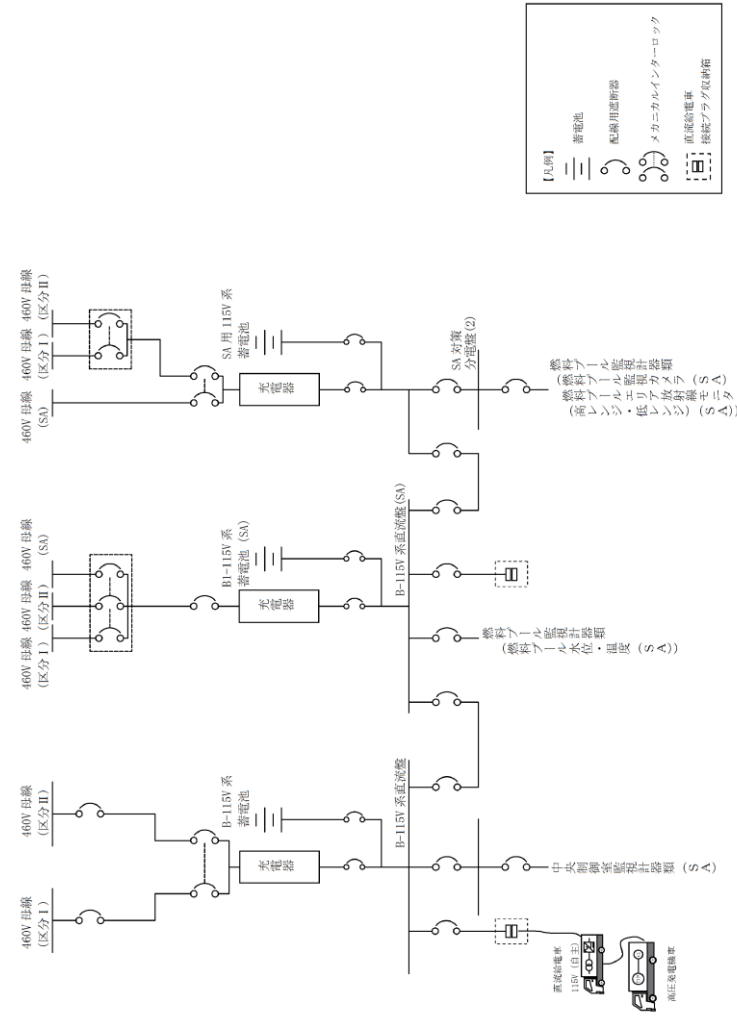 460V 母線
(区分Ⅰ)
460V 母線
(区分Ⅱ)
B-115V 系
蓄電池
充電器
B-115V 系直流盤
中央制御室監視計器類 (SA)
直流給電車
115V (自主)
高圧発電機車
460V 母線
(区分Ⅰ)
460V 母線
(区分Ⅱ)
460V 母線
(SA)
B1-115V 系
蓄電池 (SA)
充電器
B-115V 系直流盤(SA)
燃料プール監視計器類
(燃料プール水位・温度 (SA))
460V 母線
(SA)
460V 母線
(区分Ⅰ)
460V 母線
(区分Ⅱ)
SA 用 115V 系
蓄電池
充電器
SA 対策
分電盤(2)
燃料プール監視計器類
(燃料プール監視カメラ (SA)
燃料プールエリア放射線モニタ
(高レンジ・低レンジ) (SA))
【凡例】
蓄電池
配線用遮断器
メカニカルインターロック
直流給電車
接続プラグ収納箱